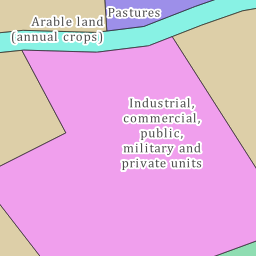 Pastures
Arable land
(annual crops)
Industrial,
commercial,
public,
military and
private units